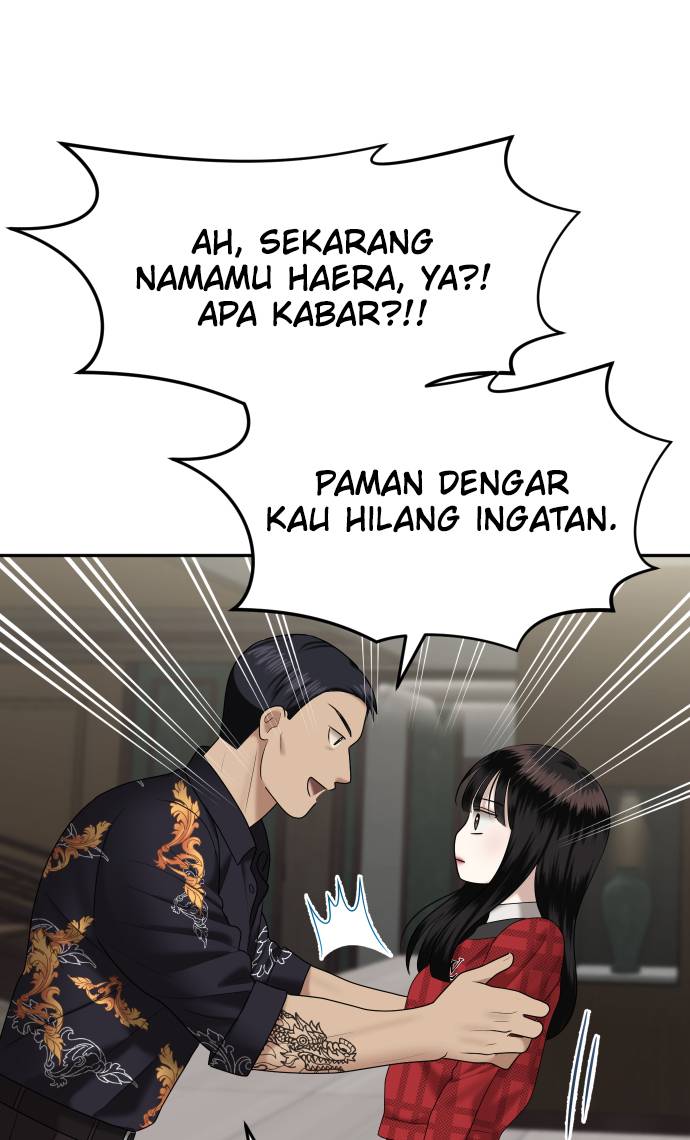 AH, SEKARANG
NAMAMU HAERA, YA?!
APA KABAR?!!
PAMAN DENGAR
KAU HILANG INGATAN.